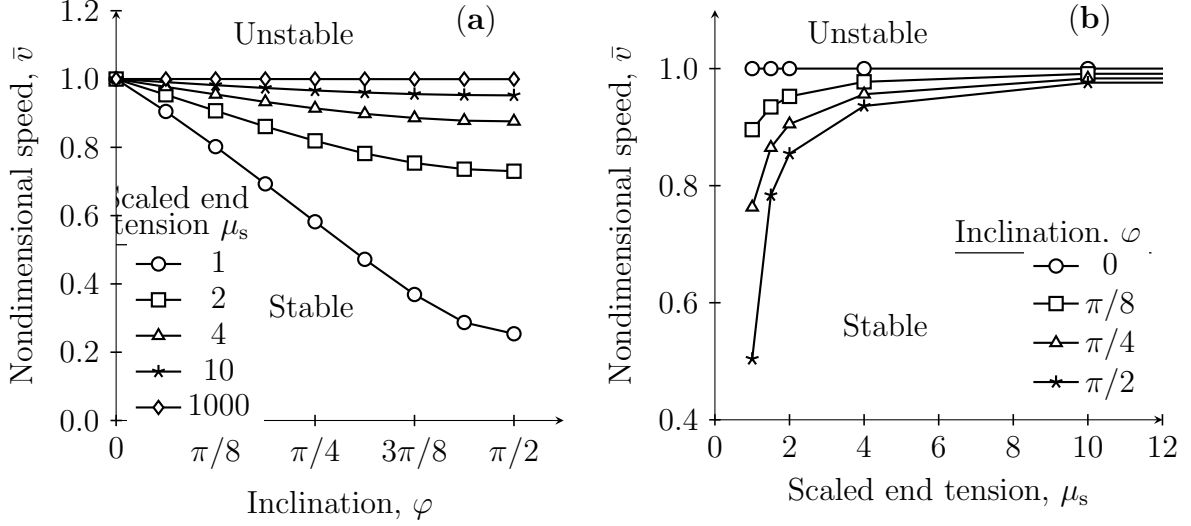 (a)
Unstable
Nondimensional speed, v̄
1.2
1.0
0.8
0.6
0.4
0.2
0.0
Scaled end
tension μs
1
2
4
10
1000
Stable
0
π/8
π/4
3π/8
π/2
Inclination, φ
(b)
Unstable
Nondimensional speed, v̄
1.0
0.8
0.6
0.4
Inclination. φ
0
π/8
π/4
π/2
Stable
0
2
4
6
8
10
12
Scaled end tension, μs